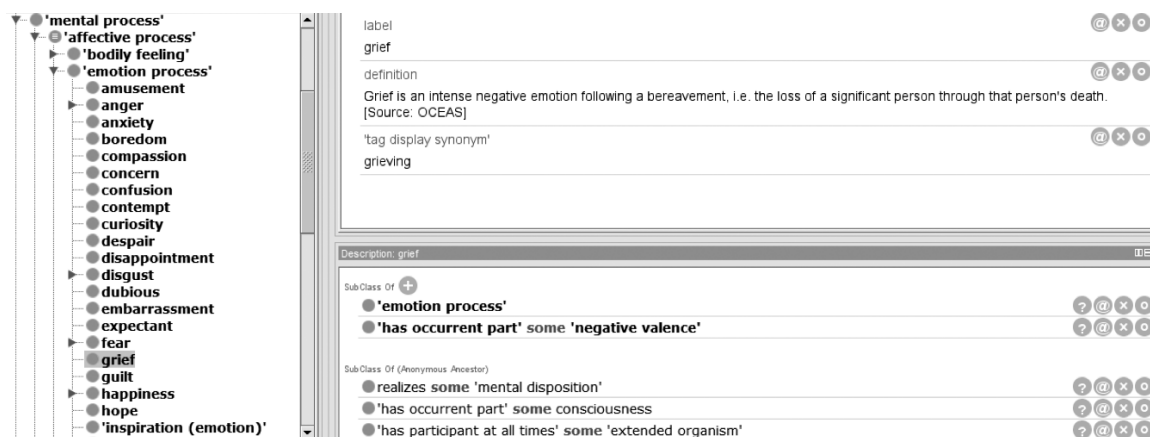 'mental process'
'affective process'
'bodily feeling'
'emotion process'
amusement
anger
anxiety
boredom
compassion
concern
confusion
contempt
curiosity
despair
disappointment
disgust
dubious
embarrassment
expectant
fear
grief
guilt
happiness
hope
'inspiration (emotion)'
label
grief
definition
Grief is an intense negative emotion following a bereavement, i.e. the loss of a significant person through that person's death.
[Source: OCEAS]
'tag display synonym'
grieving
Description: grief
SubClass Of
'emotion process'
'has occurrent part' some 'negative valence'
SubClass Of (Anonymous Ancestor)
realizes some 'mental disposition'
'has occurrent part' some consciousness
'has participant at all times' some 'extended organism'